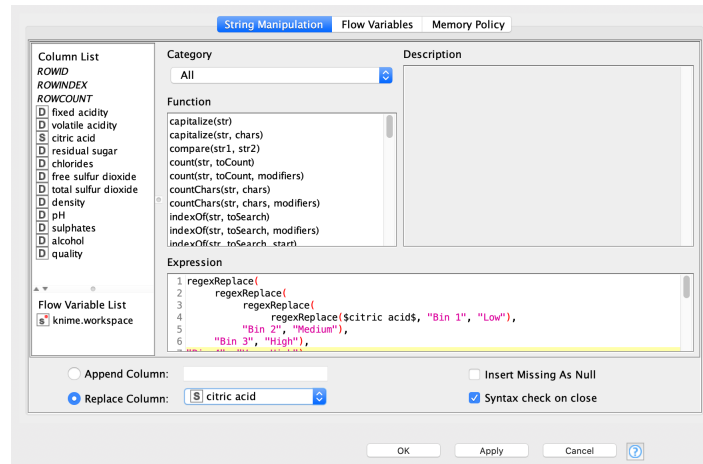 String Manipulation Flow Variables Memory Policy
Column List
ROWID
ROWINDEX
ROWCOUNT
D fixed acidity
D volatile acidity
S citric acid
D residual sugar
D chlorides
D free sulfur dioxide
D total sulfur dioxide
D density
D pH
D sulphates
D alcohol
D quality
Flow Variable List
s knime.workspace
Category
All
Function
capitalize(str)
capitalize(str, chars)
compare(str1, str2)
count(str, toCount)
count(str, toCount, modifiers)
countChars(str, chars)
countChars(str, chars, modifiers)
indexOf(str, toSearch)
indexOf(str, toSearch, modifiers)
indexOf(str, toSearch, start)
Description
Expression
1 regexReplace(
2 regexReplace(
3 regexReplace(
4 regexReplace($citric acid$, "Bin 1", "Low"),
5 "Bin 2", "Medium"),
6 "Bin 3", "High"),
Append Column:
Replace Column: S citric acid
Insert Missing As Null
Syntax check on close
OK Apply Cancel ?